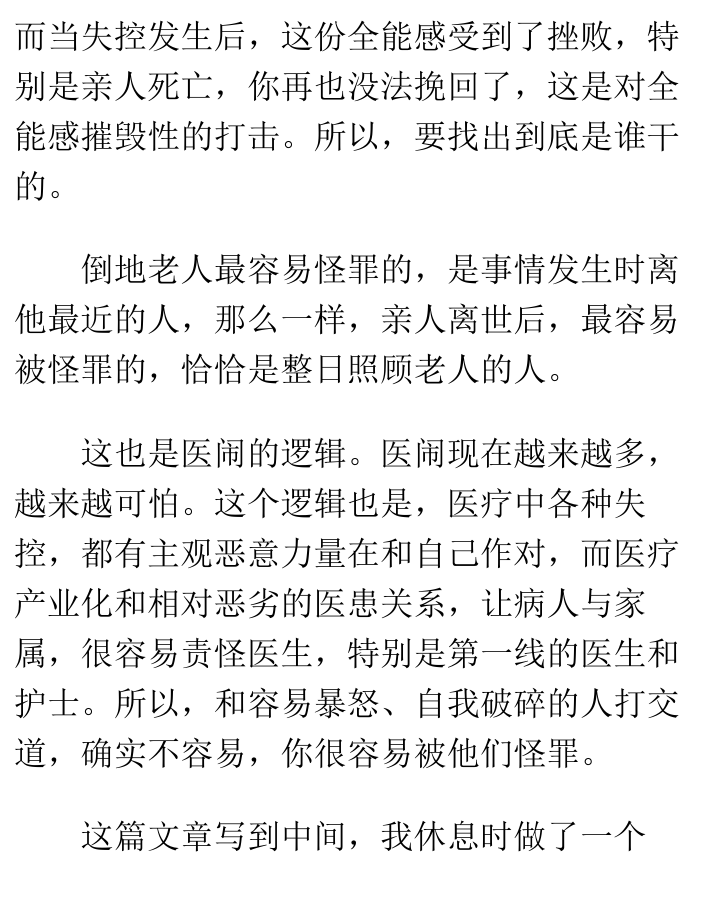 而当失控发生后，这份全能感受到了挫败，特
别是亲人死亡，你再也没法挽回了，这是对全
能感摧毁性的打击。所以，要找出到底是谁干
的。
倒地老人最容易怪罪的，是事情发生时离
他最近的人，那么一样，亲人离世后，最容易
被怪罪的，恰恰是整日照顾老人的人。
这也是医闹的逻辑。医闹现在越来越多，
越来越可怕。这个逻辑也是，医疗中各种失
控，都有主观恶意力量在和自己作对，而医疗
产业化和相对恶劣的医患关系，让病人与家
属，很容易责怪医生，特别是第一线的医生和
护士。所以，和容易暴怒、自我破碎的人打交
道，确实不容易，你很容易被他们怪罪。
这篇文章写到中间，我休息时做了一个